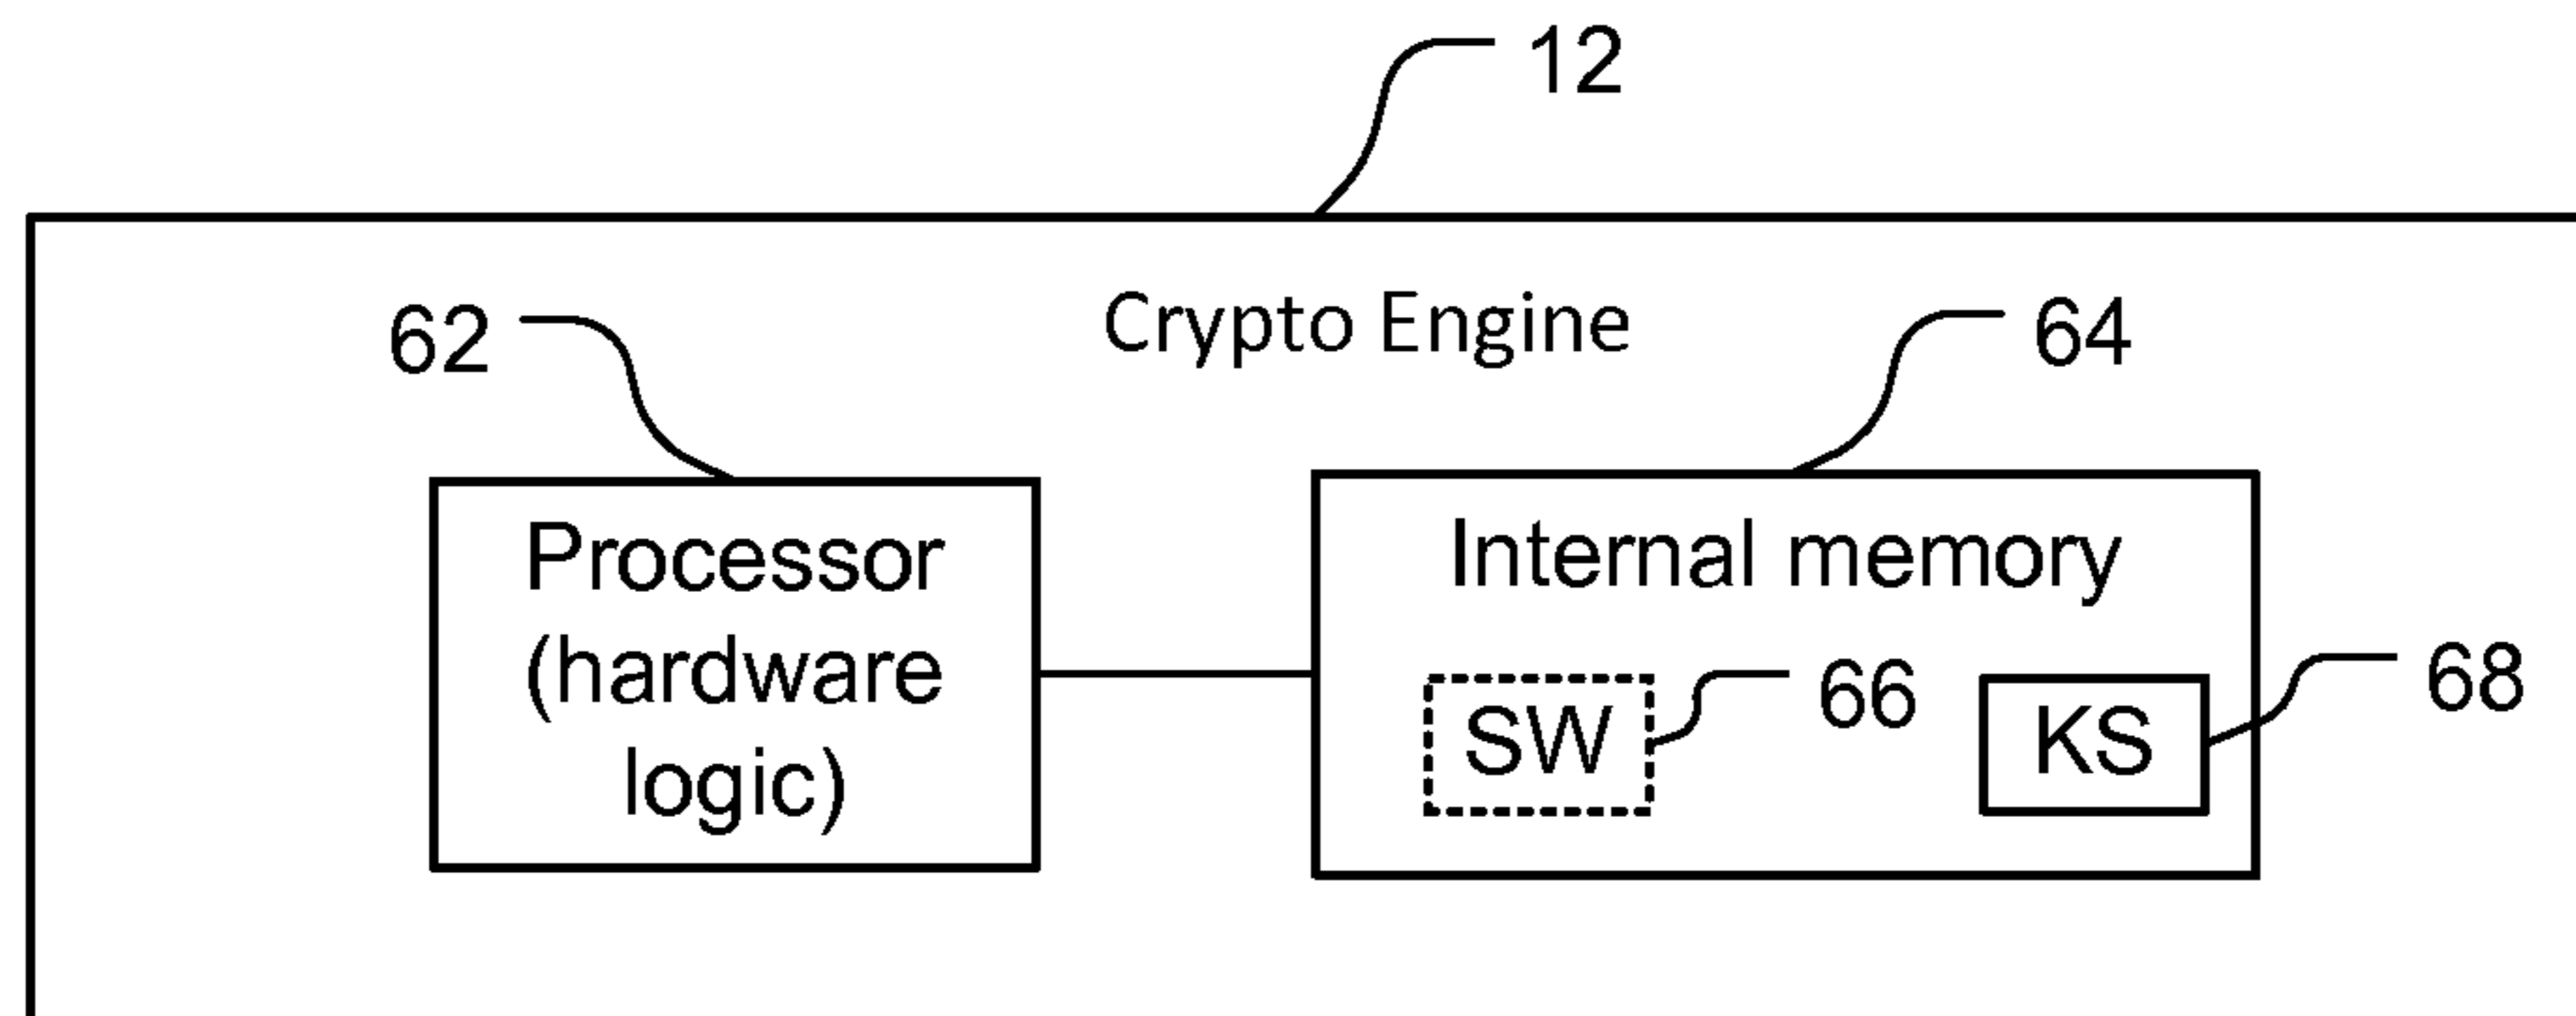 12
Crypto Engine
62
64
Processor
(hardware
logic)
Internal memory
SW
66
KS
68